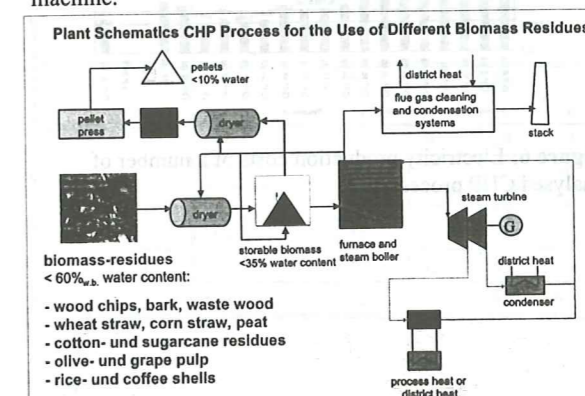 machine.
Plant Schematics CHP Process for the Use of Different Biomass Residues
pellets
<10% water
district heat
pellet
press
dryer
flue gas cleaning
and condensation
systems
stack
steam turbine
dryer
G
storable biomass
<35% water content
furnace and
steam boiler
district heat
condenser
biomass-residues
< 60%w.b. water content:
- wood chips, bark, waste wood
- wheat straw, corn straw, peat
- cotton- und sugarcane residues
- olive- und grape pulp
- rice- und coffee shells
process heat or
district heat